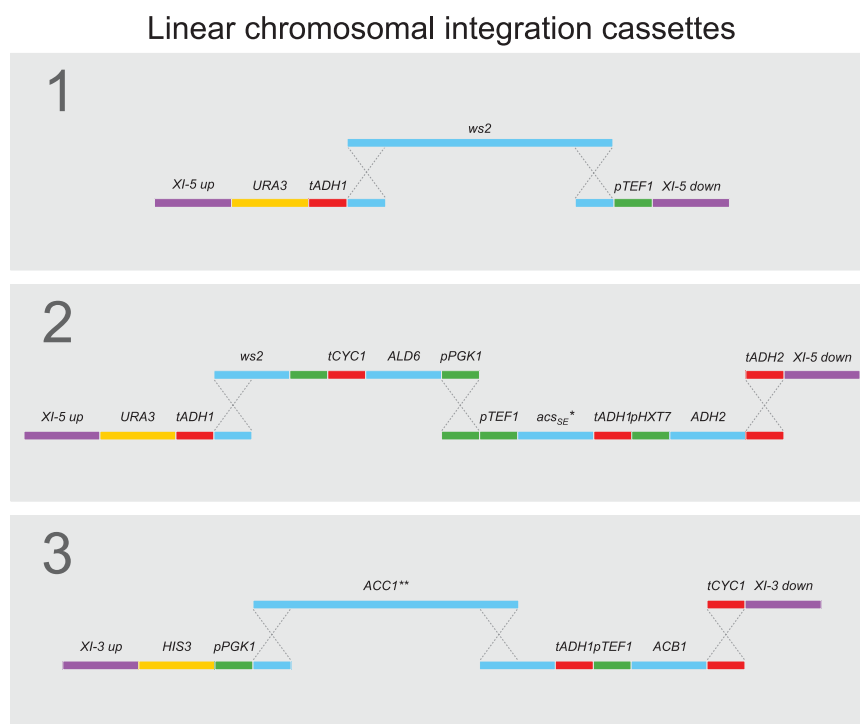 Linear chromosomal integration cassettes
1
ws2
XI-5 up URA3 tADH1 pTEF1 XI-5 down
2
ws2 tCYC1 ALD6 pPGK1 tADH2 XI-5 down
XI-5 up URA3 tADH1 pTEF1 acsSE* tADH1 pHXT7 ADH2
3
ACC1** tCYC1 XI-3 down
XI-3 up HIS3 pPGK1 tADH1 pTEF1 ACB1